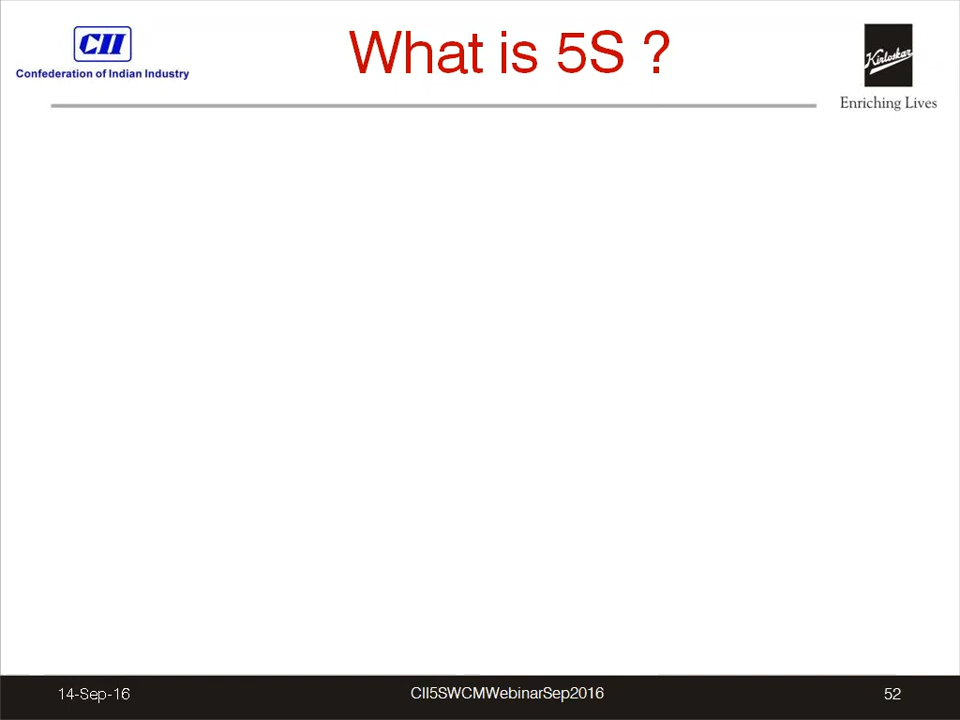 CII
What is 5S ?
Kirloskar
Confederation of Indian Industry
Enriching Lives
14-Sep-16
CII5SWCMWebinarSep2016
52